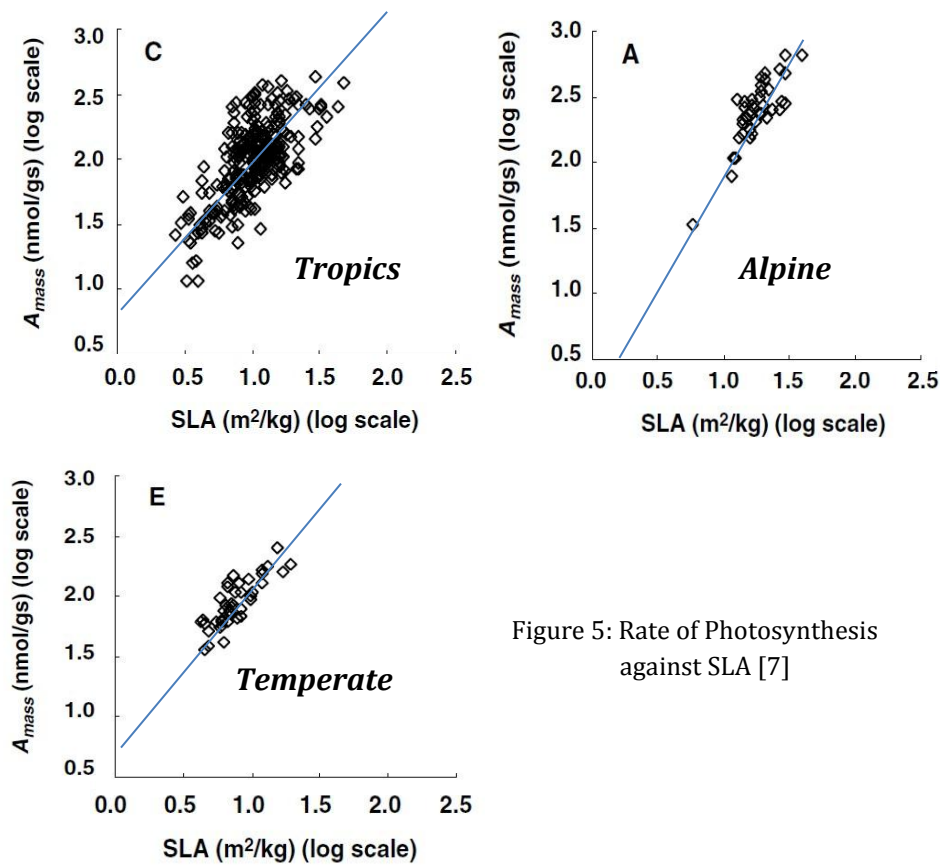 C
3.0
2.5
2.0
1.5
1.0
0.5
A_mass (nmol/gs) (log scale)
Tropics
0.0 0.5 1.0 1.5 2.0 2.5
SLA (m²/kg) (log scale)
A
3.0
2.5
2.0
1.5
1.0
0.5
A_mass (nmol/gs) (log scale)
Alpine
0.0 0.5 1.0 1.5 2.0 2.5
SLA (m²/kg) (log scale)
E
3.0
2.5
2.0
1.5
1.0
0.5
A_mass (nmol/gs) (log scale)
Temperate
0.0 0.5 1.0 1.5 2.0 2.5
SLA (m²/kg) (log scale)
Figure 5: Rate of Photosynthesis
against SLA [7]